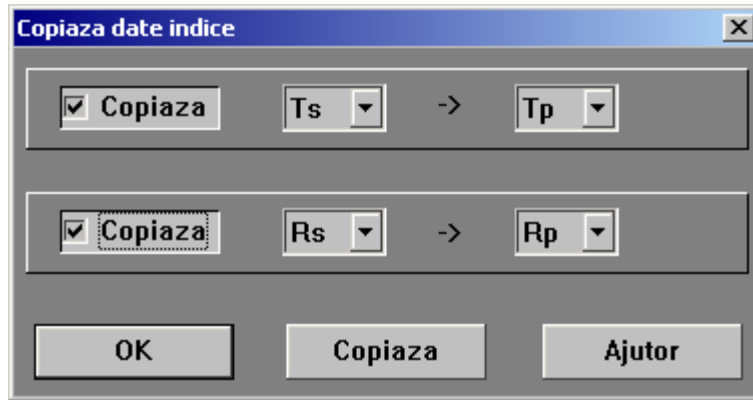 Copiaza date indice
Copiaza Ts -> Tp
Copiaza Rs -> Rp
OK Copiaza Ajutor